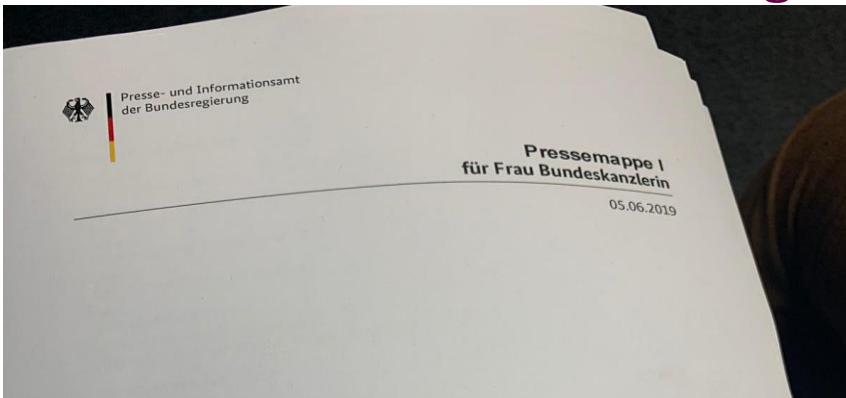 Presse- und Informationsamt
der Bundesregierung
Pressemappe I
für Frau Bundeskanzlerin
05.06.2019